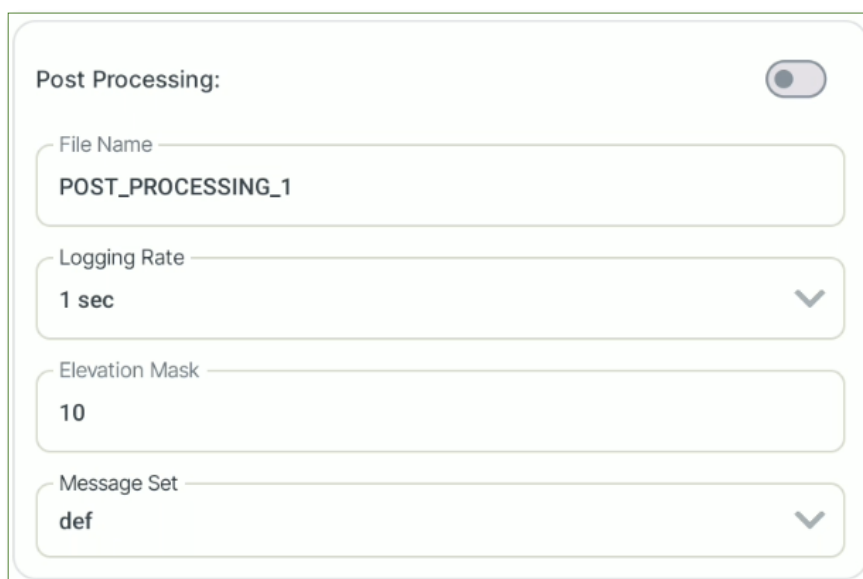 Post Processing:
File Name
POST_PROCESSING_1
Logging Rate
1 sec
Elevation Mask
10
Message Set
def